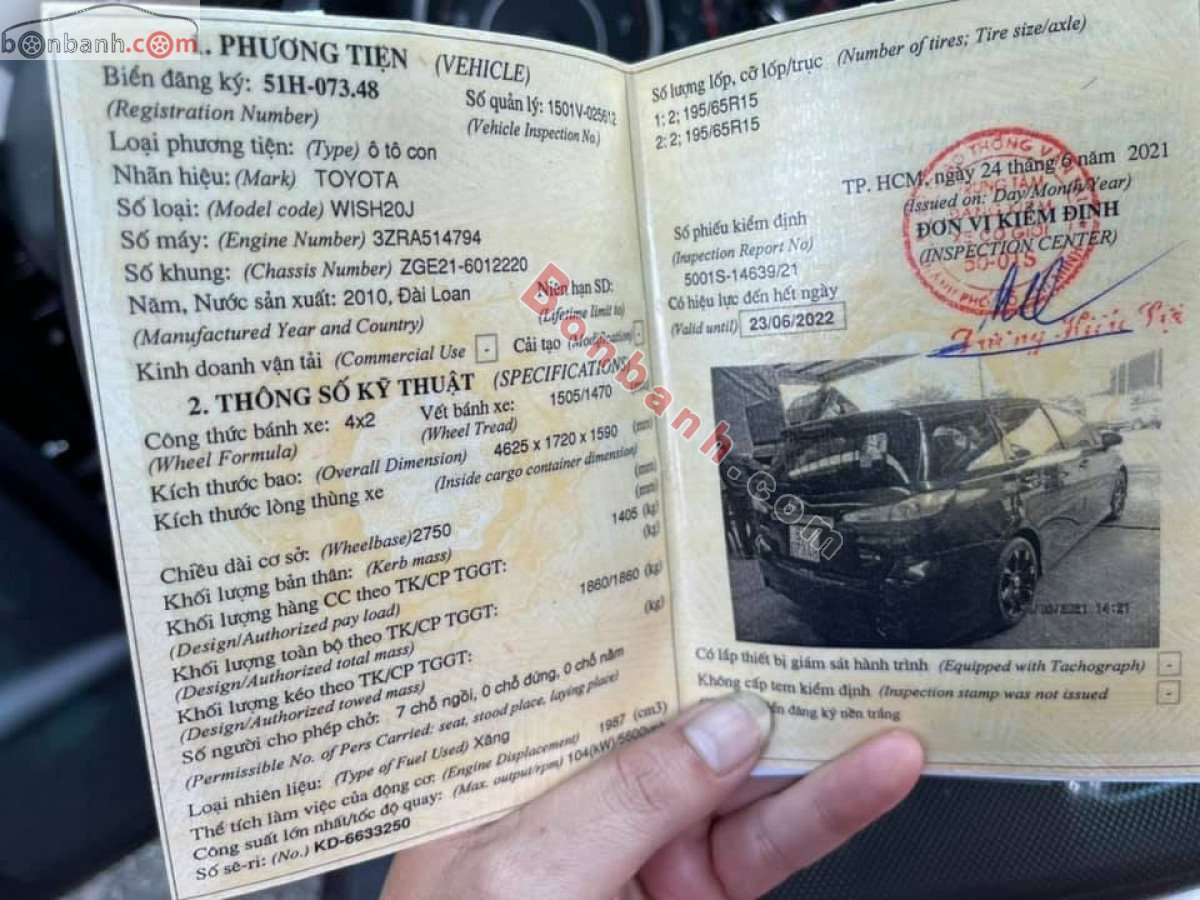 bonbanh.com
1. PHƯƠNG TIỆN (VEHICLE)
Biển đăng ký: 51H-073.48
(Registration Number)
Số quản lý: 1501V-025612
(Vehicle Inspection No.)
Loại phương tiện: (Type) ô tô con
Nhãn hiệu: (Mark) TOYOTA
Số loại: (Model code) WISH20J
Số máy: (Engine Number) 3ZRA514794
Số khung: (Chassis Number) ZGE21-6012220
Năm, Nước sản xuất: 2010, Đài Loan
(Manufactured Year and Country)
Niên hạn SD:
(Lifetime limit to)
Kinh doanh vận tải (Commercial Use - Cải tạo (Modification) -
2. THÔNG SỐ KỸ THUẬT (SPECIFICATIONS)
Công thức bánh xe: 4x2
(Wheel Formula)
Vết bánh xe: 1505/1470
(Wheel Tread) (mm)
Kích thước bao: (Overall Dimension) 4625 x 1720 x 1590 (mm)
Kích thước lòng thùng xe (Inside cargo container dimension)
(mm)
Chiều dài cơ sở: (Wheelbase) 2750 (mm)
Khối lượng bản thân: (Kerb mass) 1405 (kg)
Khối lượng hàng CC theo TK/CP TGGT: (kg)
(Design/Authorized pay load)
Khối lượng toàn bộ theo TK/CP TGGT: 1860/1860 (kg)
(Design/Authorized total mass)
Khối lượng kéo theo TK/CP TGGT: (kg)
(Design/Authorized towed mass)
Số người cho phép chở: 7 chỗ ngồi, 0 chỗ đứng, 0 chỗ nằm
(Permissible No. of Pers Carried: seat, stood place, laying place)
Loại nhiên liệu: (Type of Fuel Used) Xăng
Thể tích làm việc của động cơ: (Engine Displacement) 1987 (cm3)
Công suất lớn nhất/tốc độ quay: (Max. output/rpm) 104(kW)/5600
Số sê-ri: (No.) KD-6633250
Số lượng lốp, cỡ lốp/trục (Number of tires; Tire size/axle)
1: 2; 195/65R15
2: 2; 195/65R15
TP. HCM, ngày 24 tháng 6 năm 2021
(Issued on: Day/Month/Year)
ĐƠN VỊ KIỂM ĐỊNH
(INSPECTION CENTER)
50-01S
Số phiếu kiểm định
(Inspection Report No)
5001S-14639/21
Có hiệu lực đến hết ngày
(Valid until) 23/06/2022
Bonbanh.com
2021 14:21
Có lắp thiết bị giám sát hành trình (Equipped with Tachograph) -
Không cấp tem kiểm định (Inspection stamp was not issued -
đăng ký nền trắng